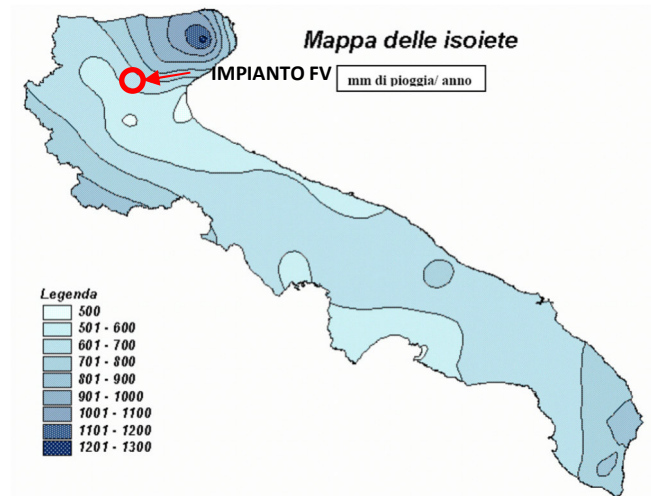 Mappa delle isoiete
IMPIANTO FV
mm di pioggia/ anno
Legenda
500
501 - 600
601 - 700
701 - 800
801 - 900
901 - 1000
1001 - 1100
1101 - 1200
1201 - 1300